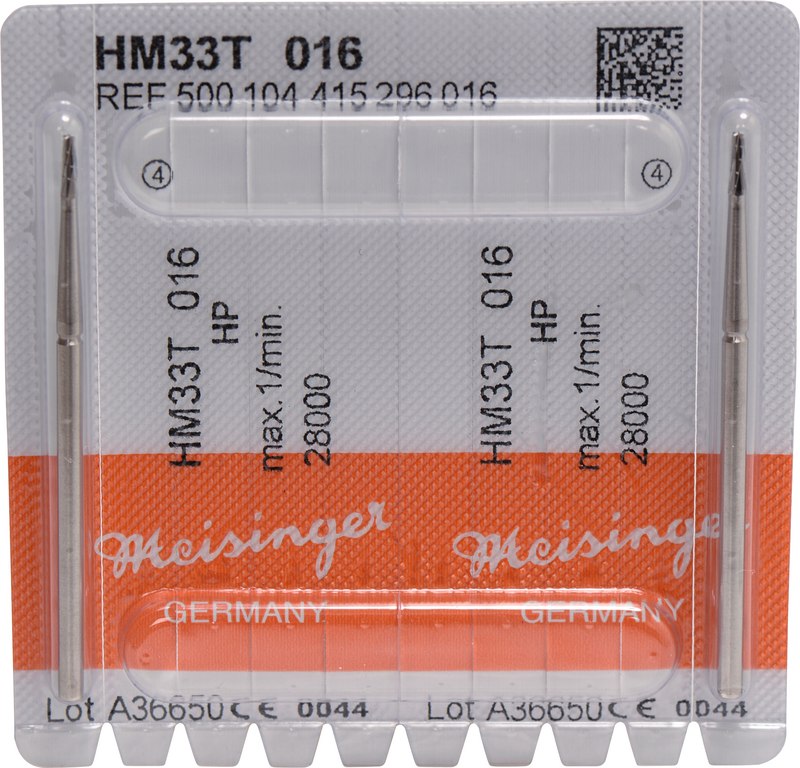 HM33T 016
REF 500 104 415 296 016
4
4
HM33T 016
HP
max. 1/min.
28000
HM33T 016
HP
max. 1/min.
28000
Meisinger
Meisinger
GERMANY
GERMANY
Lot A36650 CE 0044
Lot A36650 CE 0044